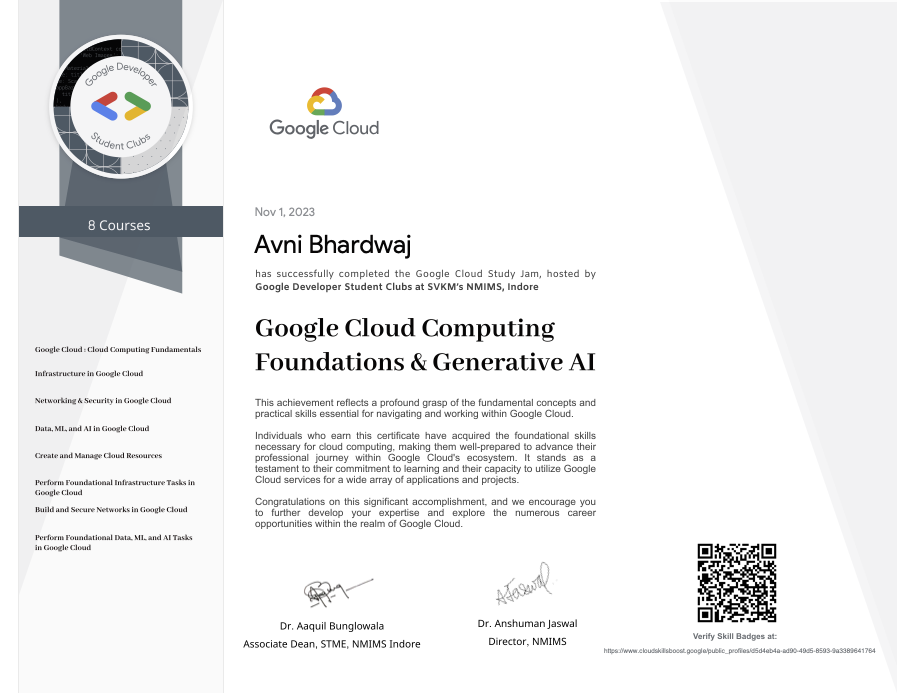 Google Developer
Student Clubs
8 Courses
Google Cloud : Cloud Computing Fundamentals
Infrastructure in Google Cloud
Networking & Security in Google Cloud
Data, ML, and AI in Google Cloud
Create and Manage Cloud Resources
Perform Foundational Infrastructure Tasks in
Google Cloud
Build and Secure Networks in Google Cloud
Perform Foundational Data, ML, and AI Tasks
in Google Cloud
Google Cloud
Nov 1, 2023
Avni Bhardwaj
has successfully completed the Google Cloud Study Jam, hosted by
Google Developer Student Clubs at SVKM's NMIMS, Indore
Google Cloud Computing
Foundations & Generative AI
This achievement reflects a profound grasp of the fundamental concepts and
practical skills essential for navigating and working within Google Cloud.
Individuals who earn this certificate have acquired the foundational skills
necessary for cloud computing, making them well-prepared to advance their
professional journey within Google Cloud's ecosystem. It stands as a
testament to their commitment to learning and their capacity to utilize Google
Cloud services for a wide array of applications and projects.
Congratulations on this significant accomplishment, and we encourage you
to further develop your expertise and explore the numerous career
opportunities within the realm of Google Cloud.
AJaswal
Dr. Aaquil Bunglowala
Associate Dean, STME, NMIMS Indore
Dr. Anshuman Jaswal
Director, NMIMS
Verify Skill Badges at:
https://www.cloudskillsboost.google/public_profiles/d5d4eb4a-ad90-49d5-8593-9a3389641764